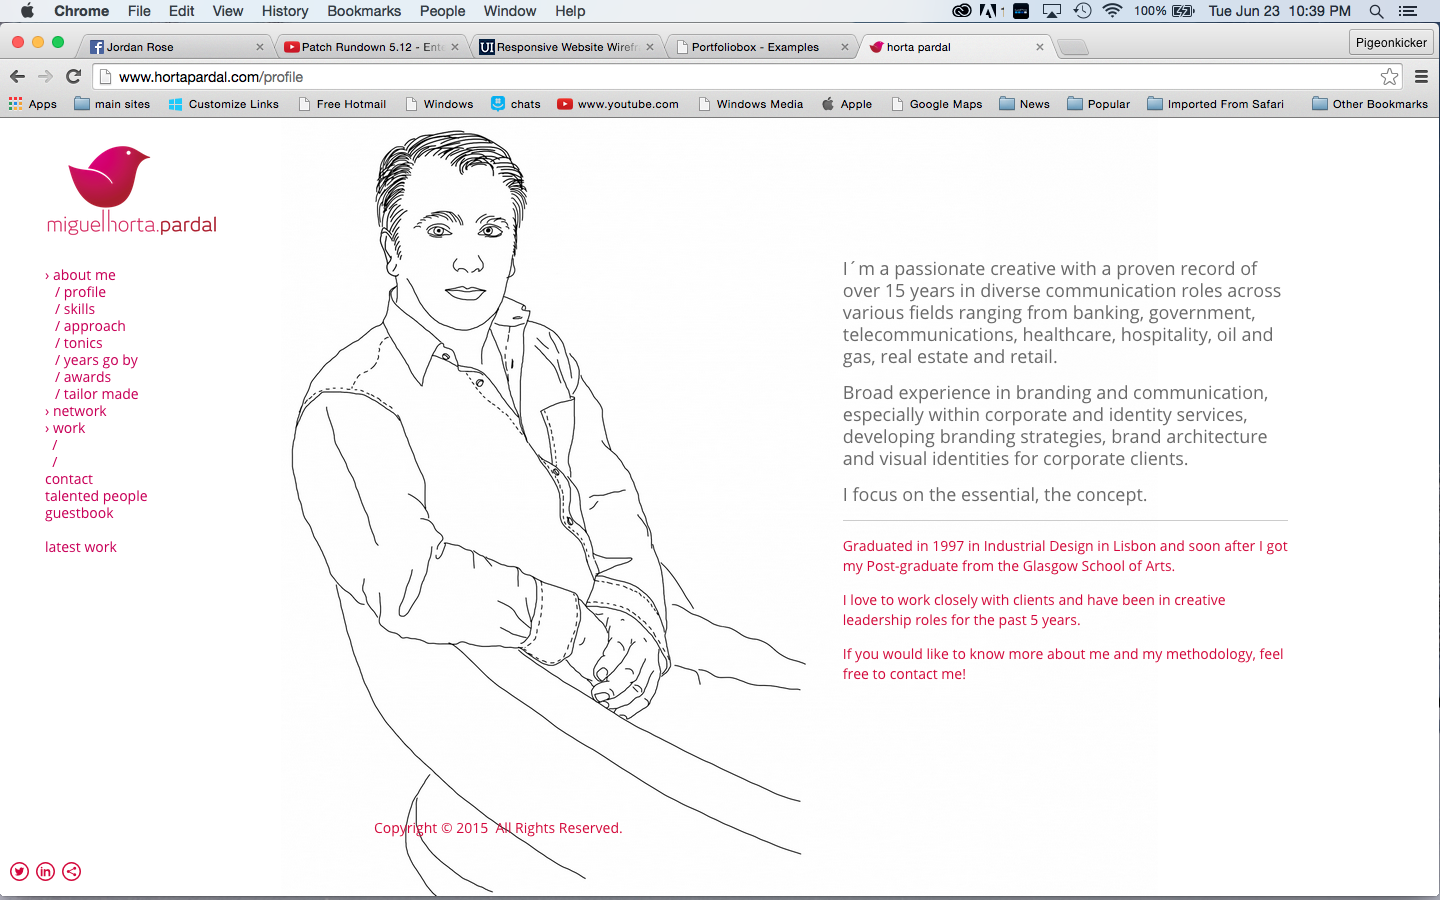 Chrome File Edit View History Bookmarks People Window Help 1 100% Tue Jun 23 10:39 PM
Jordan Rose
Patch Rundown 5.12 - Ente
UI Responsive Website Wirefr
Portfoliobox - Examples
horta pardal
Pigeonkicker
www.hortapardal.com/profile
Apps main sites Customize Links Free Hotmail Windows chats www.youtube.com Windows Media Apple Google Maps News Popular Imported From Safari Other Bookmarks
miguelhorta.pardal
› about me
/ profile
/ skills
/ approach
/ tonics
/ years go by
/ awards
/ tailor made
› network
› work
/
/
contact
talented people
guestbook
latest work
I´m a passionate creative with a proven record of
over 15 years in diverse communication roles across
various fields ranging from banking, government,
telecommunications, healthcare, hospitality, oil and
gas, real estate and retail.
Broad experience in branding and communication,
especially within corporate and identity services,
developing branding strategies, brand architecture
and visual identities for corporate clients.
I focus on the essential, the concept.
Graduated in 1997 in Industrial Design in Lisbon and soon after I got
my Post-graduate from the Glasgow School of Arts.
I love to work closely with clients and have been in creative
leadership roles for the past 5 years.
If you would like to know more about me and my methodology, feel
free to contact me!
Copyright © 2015 All Rights Reserved.
in